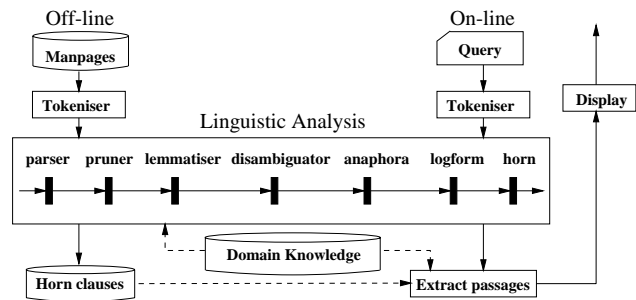 Off-line
On-line
Manpages
Query
Tokeniser
Tokeniser
Display
Linguistic Analysis
parser pruner lemmatiser disambiguator anaphora logform horn
Domain Knowledge
Horn clauses
Extract passages